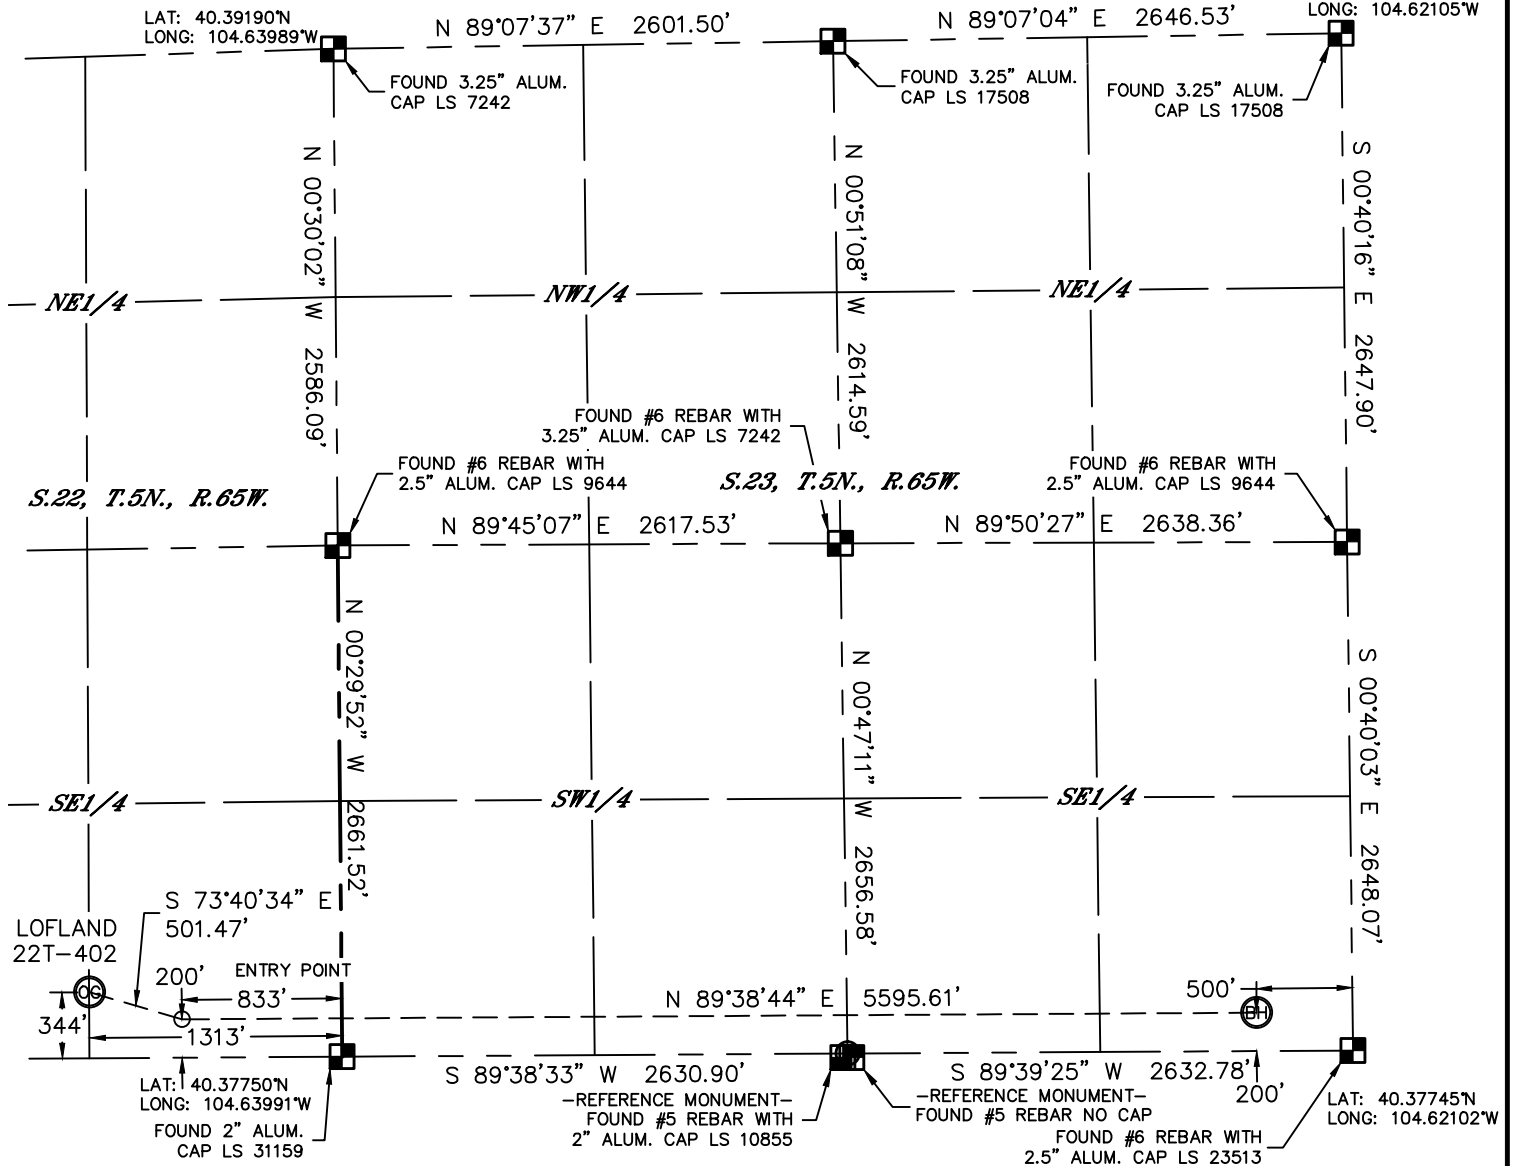 LAT: 40.39190°N
LONG: 104.63989°W
N 89°07'37" E 2601.50'
N 89°07'04" E 2646.53'
LONG: 104.62105°W
FOUND 3.25" ALUM.
CAP LS 7242
FOUND 3.25" ALUM.
CAP LS 17508
FOUND 3.25" ALUM.
CAP LS 17508
N 00°30'02" W 2586.09'
N 00°51'08" W 2614.59'
S 00°40'16" E 2647.90'
NE1/4
NW1/4
NE1/4
FOUND #6 REBAR WITH
3.25" ALUM. CAP LS 7242
FOUND #6 REBAR WITH
2.5" ALUM. CAP LS 9644
FOUND #6 REBAR WITH
2.5" ALUM. CAP LS 9644
S.22, T.5N., R.65W.
S.23, T.5N., R.65W.
N 89°45'07" E 2617.53'
N 89°50'27" E 2638.36'
N 00°29'52" W 2661.52'
N 00°47'11" W 2656.58'
S 00°40'03" E 2648.07'
SE1/4
SW1/4
SE1/4
S 73°40'34" E
501.47'
LOFLAND
22T-402
OG
200'
ENTRY POINT
833'
344'
1313'
N 89°38'44" E 5595.61'
500'
BH
S 89°38'33" W 2630.90'
S 89°39'25" W 2632.78'
200'
LAT: 40.37750°N
LONG: 104.63991°W
FOUND 2" ALUM.
CAP LS 31159
-REFERENCE MONUMENT-
FOUND #5 REBAR WITH
2" ALUM. CAP LS 10855
-REFERENCE MONUMENT-
FOUND #5 REBAR NO CAP
FOUND #6 REBAR WITH
2.5" ALUM. CAP LS 23513
LAT: 40.37745°N
LONG: 104.62102°W